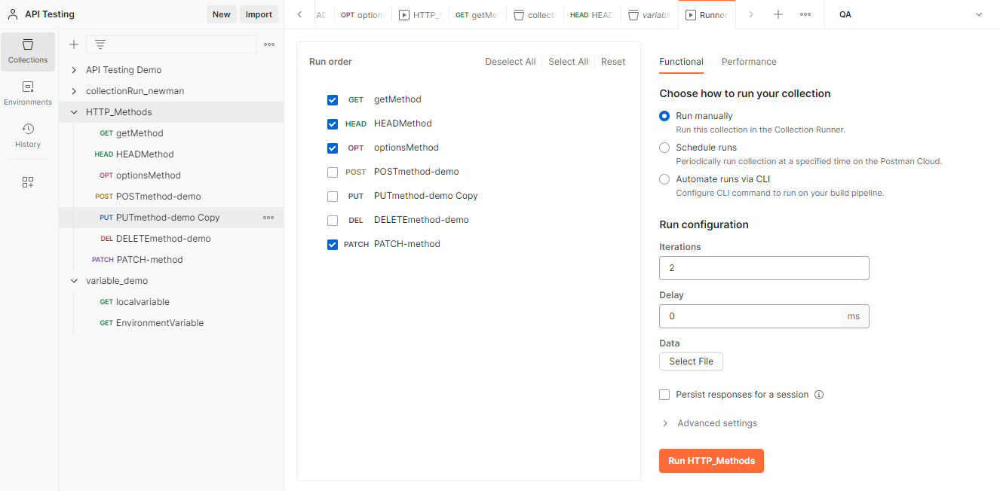 API Testing
New
Import
OPT option
HTTP_
GET getMe
collecti
HEAD HEAD
variabl
Runner
QA
Collections
Environments
History
API Testing Demo
collectionRun_newman
HTTP_Methods
GET getMethod
HEAD HEADMethod
OPT optionsMethod
POST POSTmethod-demo
PUT PUTmethod-demo Copy
DEL DELETEmethod-demo
PATCH PATCH-method
variable_demo
GET localvariable
GET EnvironmentVariable
Run order
Deselect All
Select All
Reset
GET getMethod
HEAD HEADMethod
OPT optionsMethod
POST POSTmethod-demo
PUT PUTmethod-demo Copy
DEL DELETEmethod-demo
PATCH PATCH-method
Functional
Performance
Choose how to run your collection
Run manually
Run this collection in the Collection Runner.
Schedule runs
Periodically run collection at a specified time on the Postman Cloud.
Automate runs via CLI
Configure CLI command to run on your build pipeline.
Run configuration
Iterations
2
Delay
0
ms
Data
Select File
Persist responses for a session
Advanced settings
Run HTTP_Methods